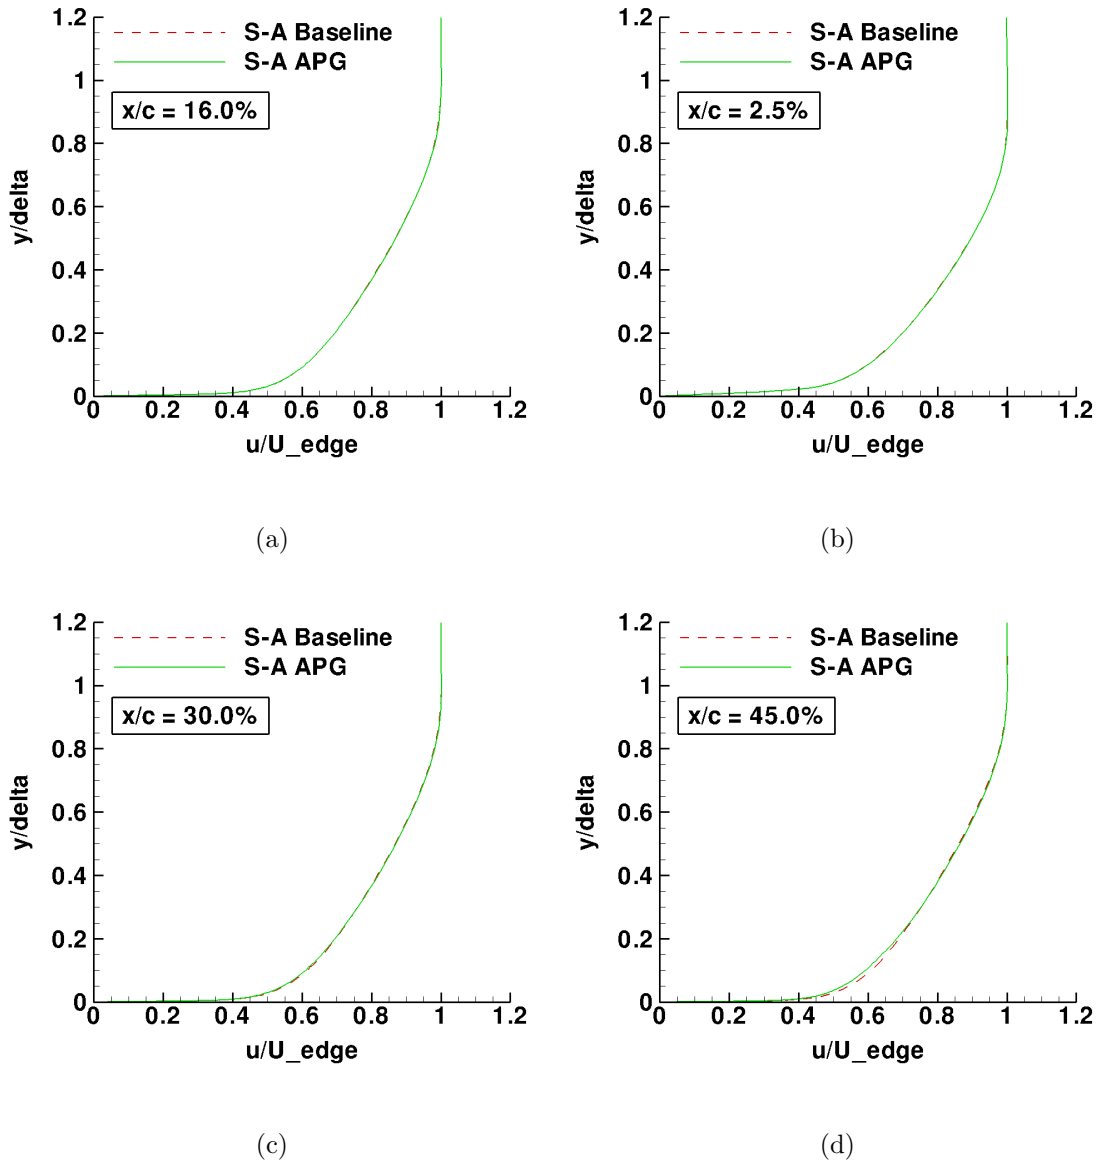 1.2
S-A Baseline
S-A APG
1
x/c = 16.0%
0.8
y/delta
0.6
0.4
0.2
0
0 0.2 0.4 0.6 0.8 1 1.2
u/U_edge
(a)
1.2
S-A Baseline
S-A APG
1
x/c = 2.5%
0.8
y/delta
0.6
0.4
0.2
0
0 0.2 0.4 0.6 0.8 1 1.2
u/U_edge
(b)
1.2
S-A Baseline
S-A APG
1
x/c = 30.0%
0.8
y/delta
0.6
0.4
0.2
0
0 0.2 0.4 0.6 0.8 1 1.2
u/U_edge
(c)
1.2
S-A Baseline
S-A APG
1
x/c = 45.0%
0.8
y/delta
0.6
0.4
0.2
0
0 0.2 0.4 0.6 0.8 1 1.2
u/U_edge
(d)